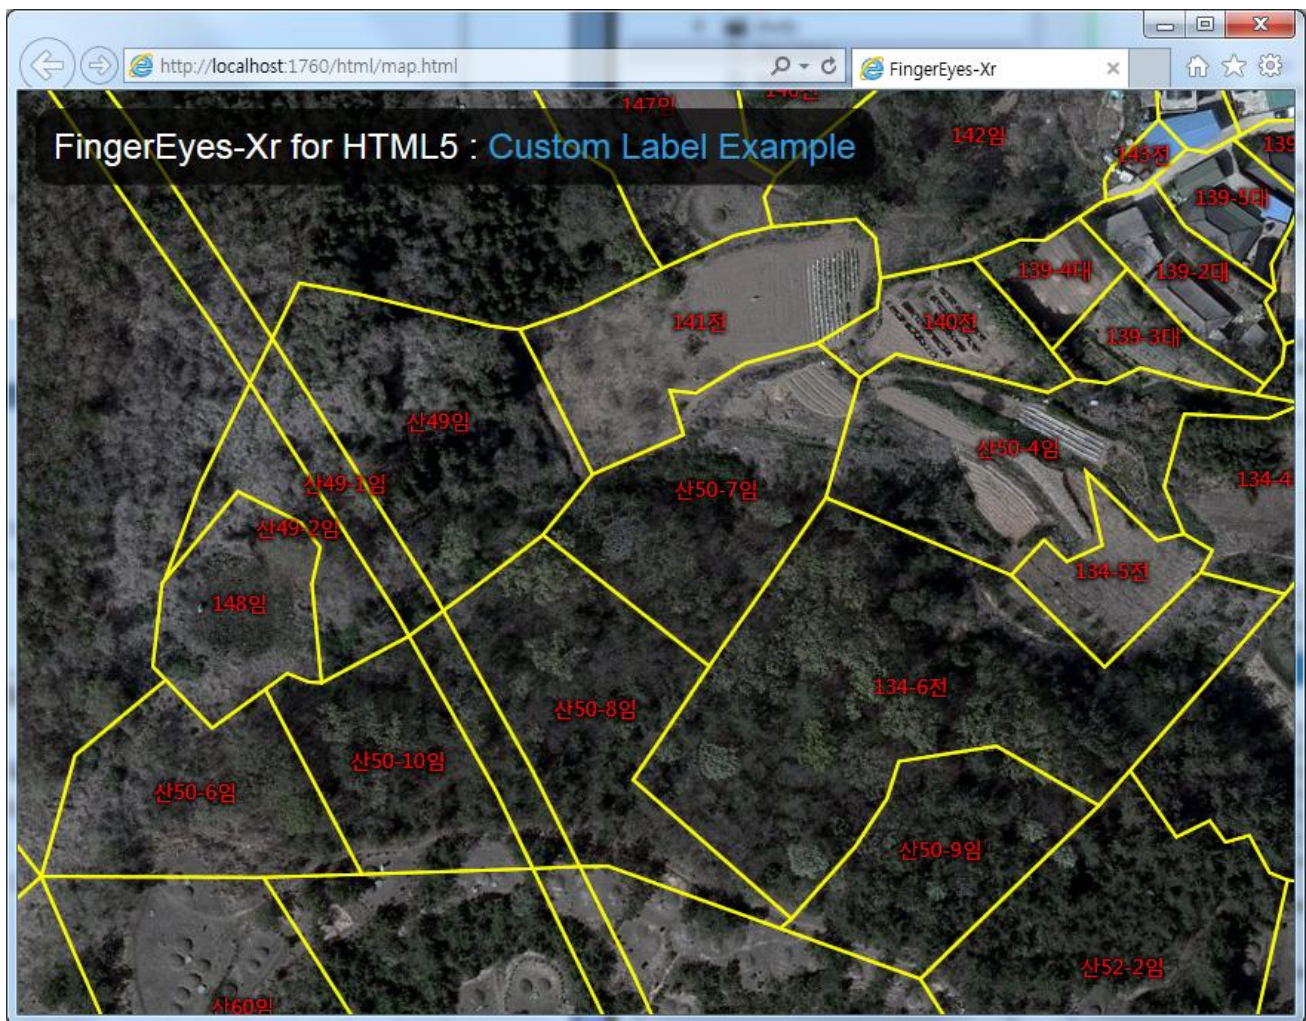 http://localhost:1760/html/map.html
FingerEyes-Xr
FingerEyes-Xr for HTML5 : Custom Label Example
147임
142임
143전
139-5대
139-4대
139-2대
141전
140전
139-3대
산49임
산50-4임
산49-1임
산50-7임
134-4
산49-2임
134-5전
148임
134-6전
산50-8임
산50-10임
산50-6임
산50-9임
산52-2임
산60임